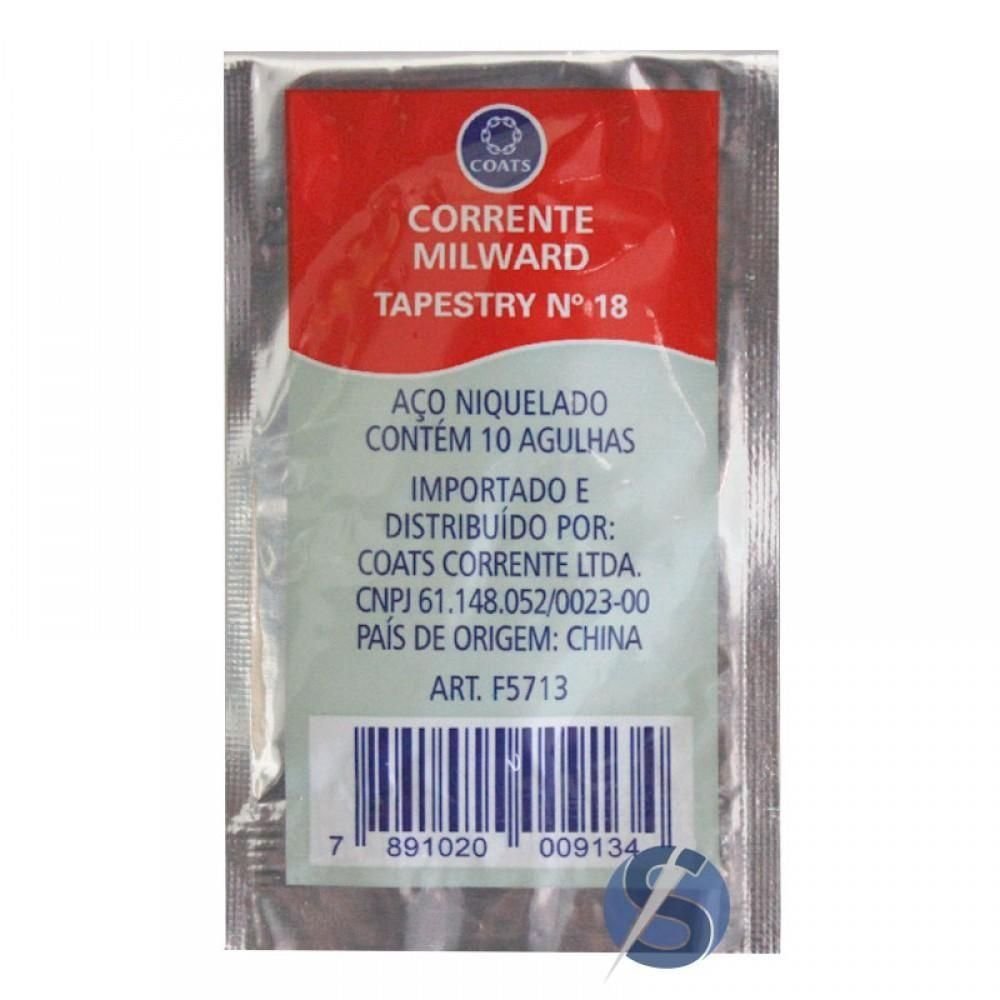 COATS
CORRENTE
MILWARD
TAPESTRY Nº 18
AÇO NIQUELADO
CONTÉM 10 AGULHAS
IMPORTADO E
DISTRIBUÍDO POR:
COATS CORRENTE LTDA.
CNPJ 61.148.052/0023-00
PAÍS DE ORIGEM: CHINA
ART. F5713
7 891020 009134
S